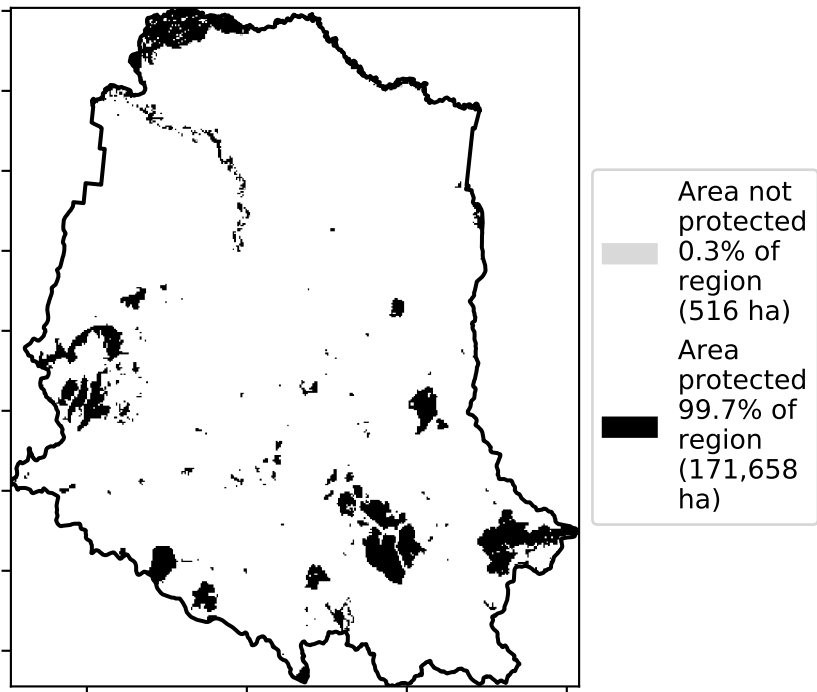 Area not
protected
0.3% of
region
(516 ha)
Area
protected
99.7% of
region
(171,658
ha)